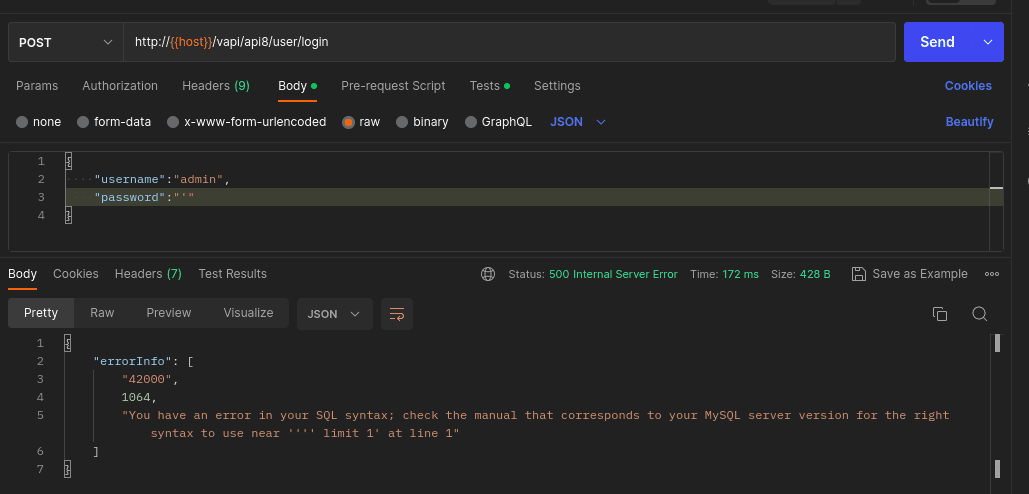 POST http://{{host}}/vapi/api8/user/login Send
Params Authorization Headers (9) Body Pre-request Script Tests Settings Cookies
none form-data x-www-form-urlencoded raw binary GraphQL JSON Beautify
1 {
2 ····"username":"admin",
3 "password":"'"
4 }
Body Cookies Headers (7) Test Results Status: 500 Internal Server Error Time: 172 ms Size: 428 B Save as Example
Pretty Raw Preview Visualize JSON
1 {
2 "errorInfo": [
3 "42000",
4 1064,
5 "You have an error in your SQL syntax; check the manual that corresponds to your MySQL server version for the right
syntax to use near '''' limit 1' at line 1"
6 ]
7 }